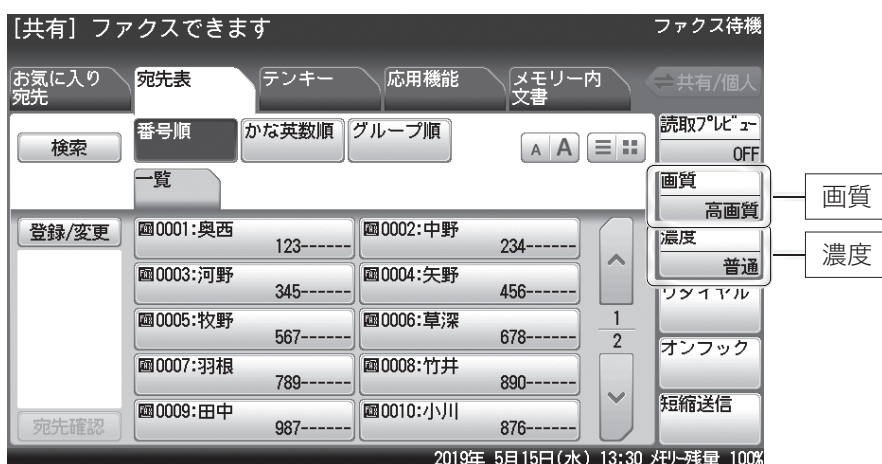 [共有] ファクスできます
ファクス待機
お気に入り
宛先
宛先表
テンキー
応用機能
メモリー内
文書
共有/個人
検索
番号順
かな英数順
グループ順
A A
読取プレビュー
OFF
一覧
画質
高画質
画質
登録/変更
0001:奥西
123------
0002:中野
234------
濃度
普通
濃度
0003:河野
345------
0004:矢野
456------
リダイヤル
0005:牧野
567------
0006:草深
678------
1
2
オンフック
0007:羽根
789------
0008:竹井
890------
短縮送信
0009:田中
987------
0010:小川
876------
宛先確認
2019年 5月15日(水) 13:30 メモリー残量 100%